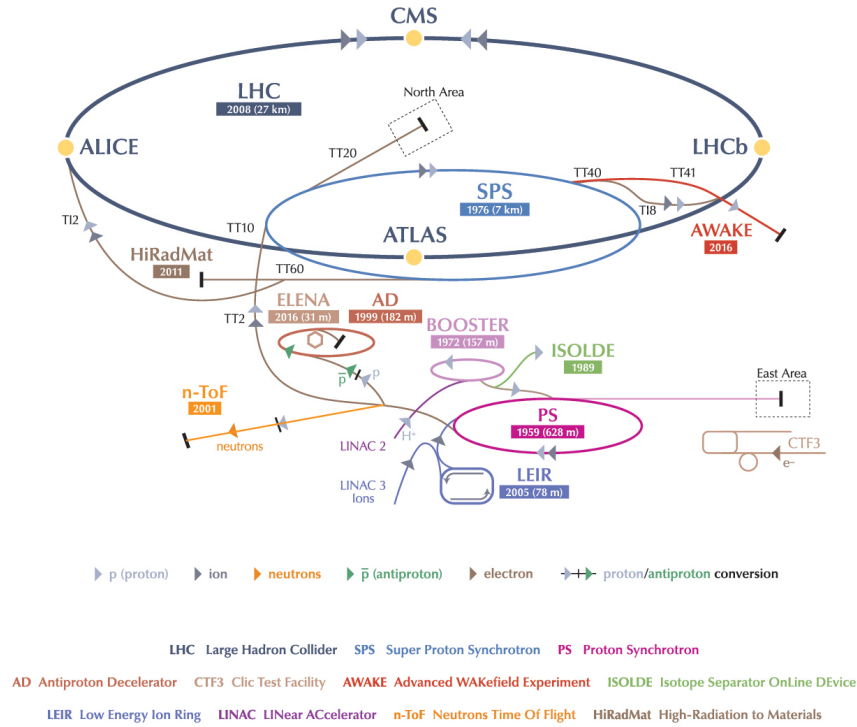 CMS
LHC
2008 (27 km)
North Area
ALICE
LHCb
TT20
TT40
TT41
SPS
1976 (7 km)
TI8
TI2
TT10
ATLAS
AWAKE
2016
HiRadMat
2011
TT60
ELENA
2016 (31 m)
AD
1999 (182 m)
TT2
BOOSTER
1972 (157 m)
ISOLDE
1989
p
p
East Area
n-ToF
2001
PS
1959 (628 m)
neutrons
LINAC 2
H+
CTF3
e–
LEIR
2005 (78 m)
LINAC 3
Ions
p (proton) ion neutrons p̅ (antiproton) electron proton/antiproton conversion
LHC Large Hadron Collider SPS Super Proton Synchrotron PS Proton Synchrotron
AD Antiproton Decelerator CTF3 Clic Test Facility AWAKE Advanced WAKefield Experiment ISOLDE Isotope Separator OnLine DEvice
LEIR Low Energy Ion Ring LINAC LINear ACcelerator n-ToF Neutrons Time Of Flight HiRadMat High-Radiation to Materials